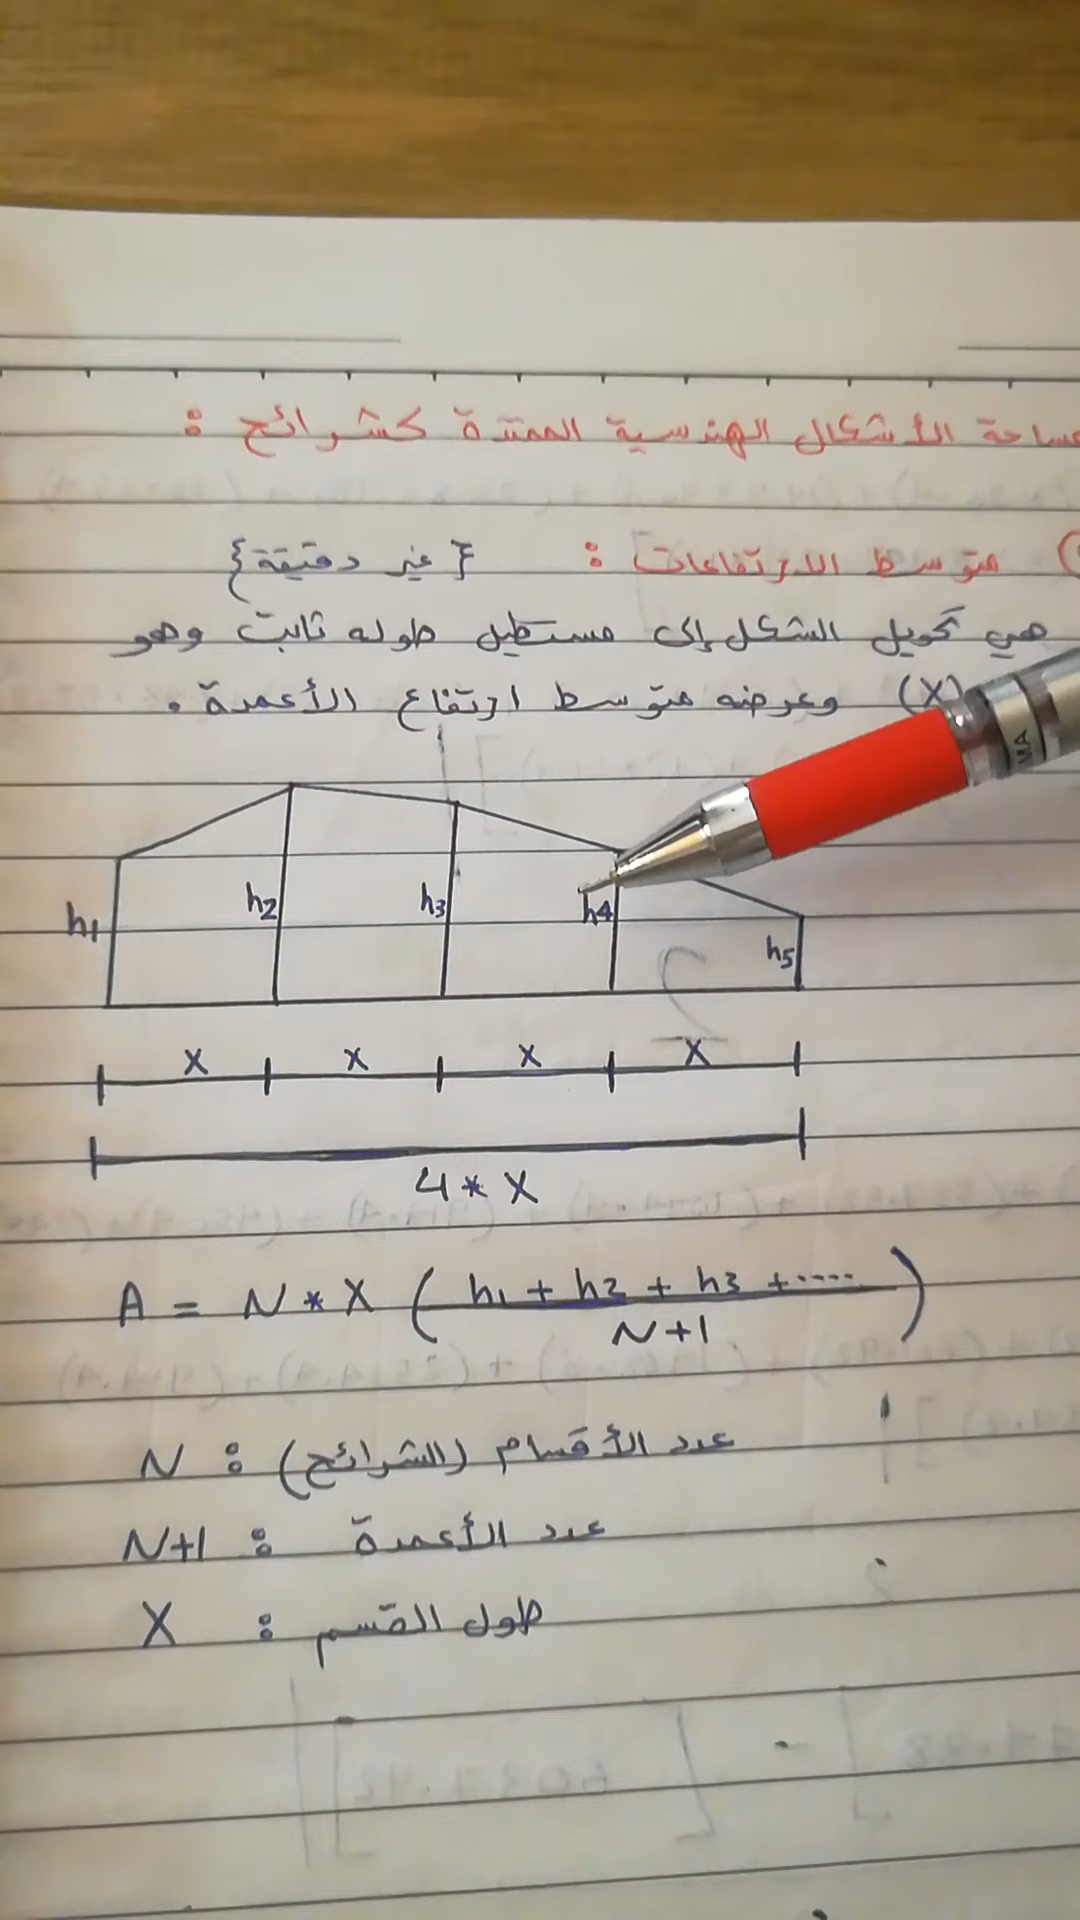 مساحة الأشكال الهندسية الممتدة كشرائح :
متوسط الارتفاعات : { غير دقيقة }
هي تحويل الشكل إلى مستطيل طوله ثابت وهو
(X) وعرضه متوسط ارتفاع الأعمدة .
h1 h2 h3 h4 h5
X X X X
4 * X
A = N * X ( h1 + h2 + h3 + ..... / N+1 )
N : عدد الأقسام (الشرائح)
N+1 : عدد الأعمدة
X : طول القسم